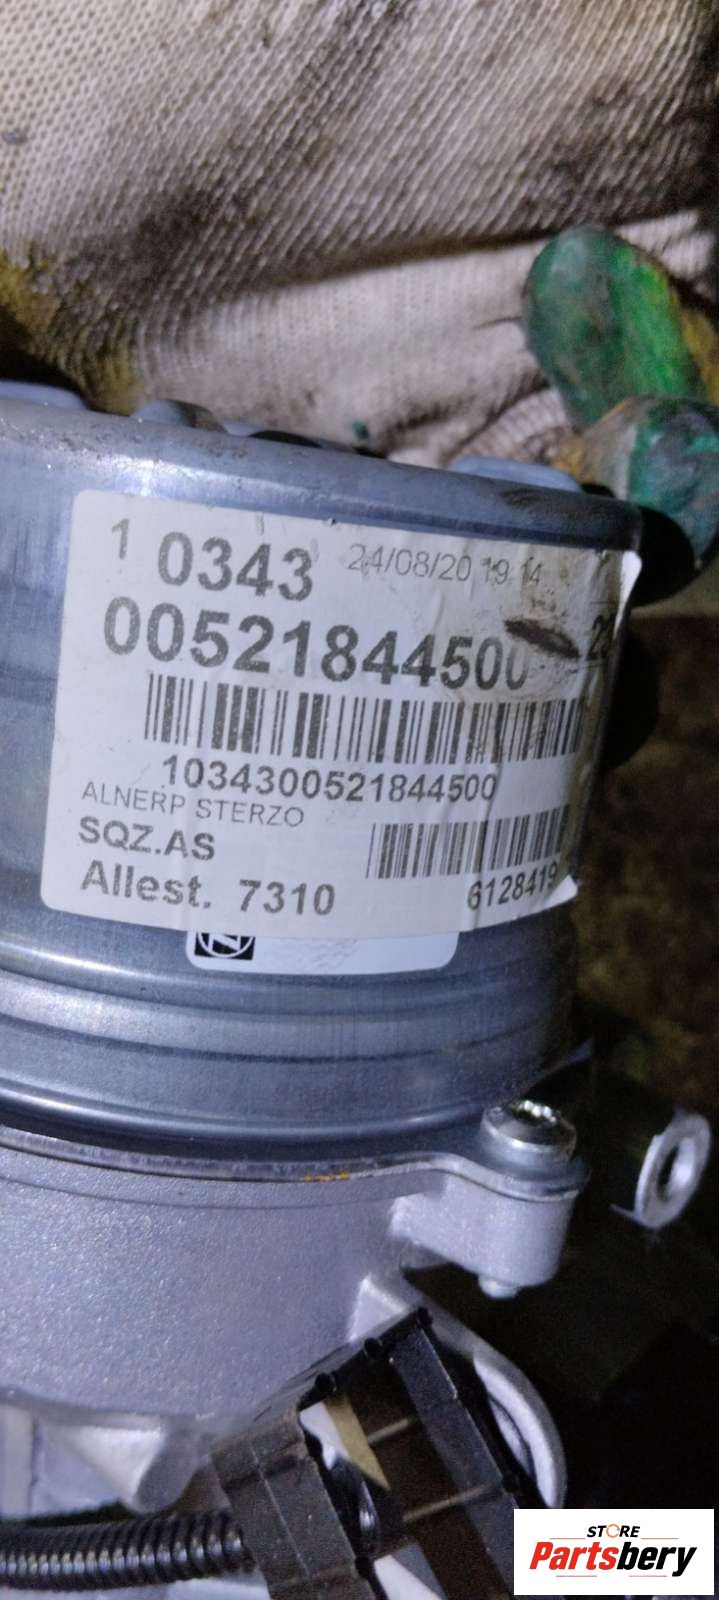 1 0343 24/08/20 19 14
00521844500
1034300521844500
ALNERP STERZO
SQZ.AS
Allest. 7310 6128419
STORE
Partsbery